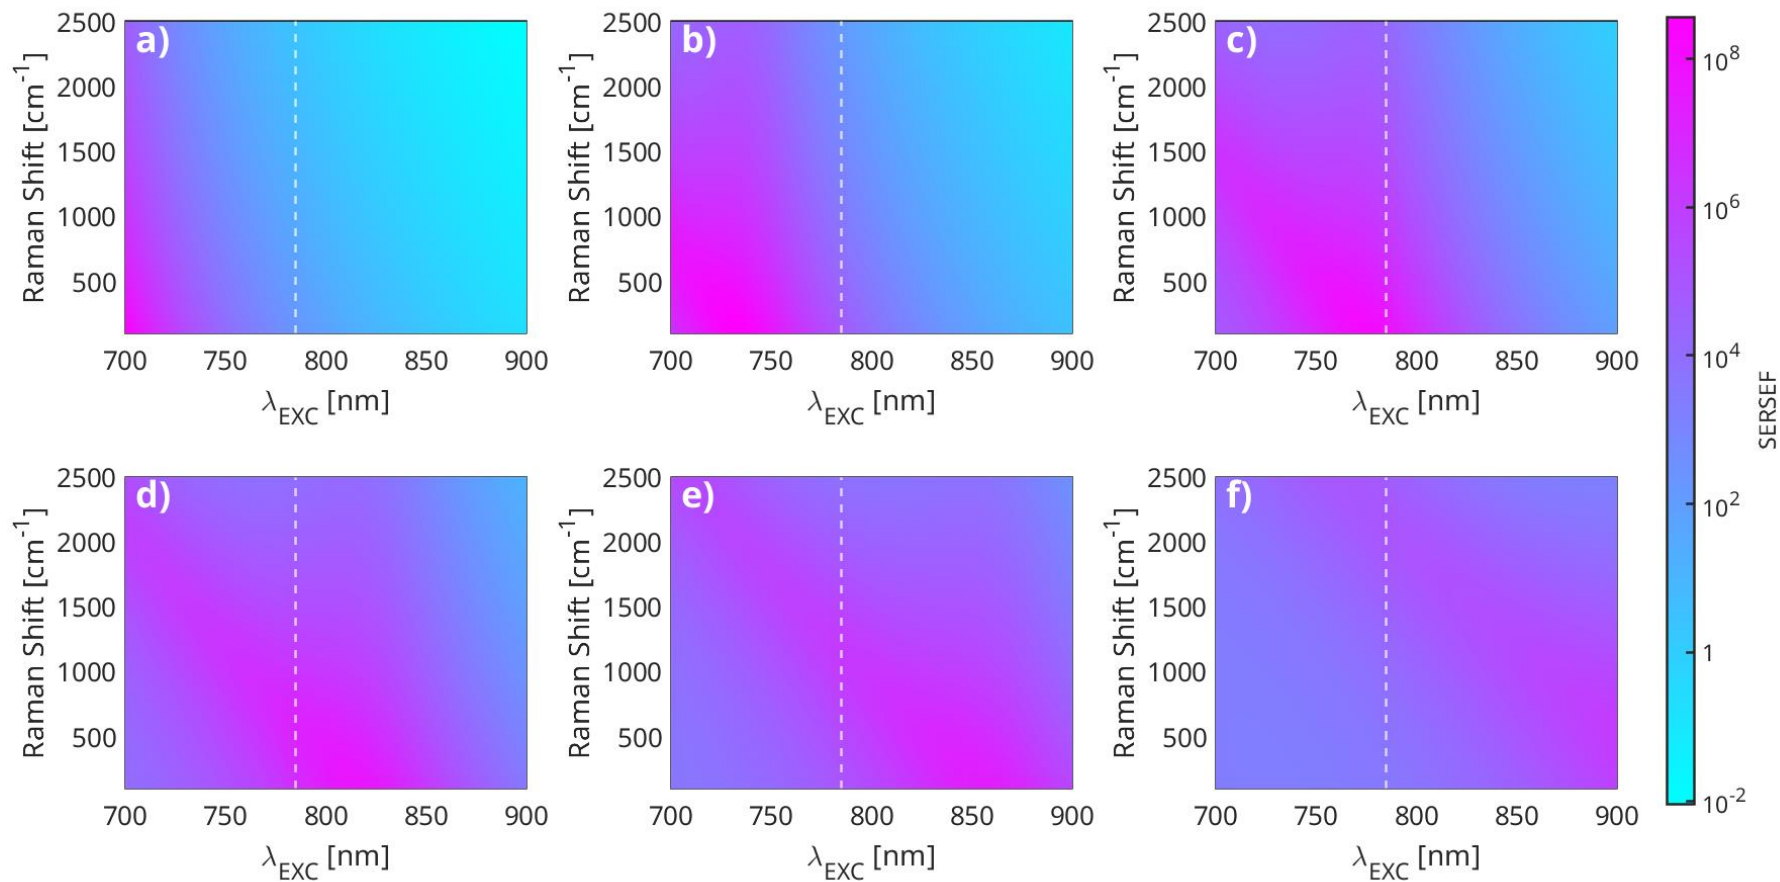 a)
2500
2000
1500
1000
500
Raman Shift [cm-1]
700 750 800 850 900
λEXC [nm]
b)
2500
2000
1500
1000
500
Raman Shift [cm-1]
700 750 800 850 900
λEXC [nm]
c)
2500
2000
1500
1000
500
Raman Shift [cm-1]
700 750 800 850 900
λEXC [nm]
d)
2500
2000
1500
1000
500
Raman Shift [cm-1]
700 750 800 850 900
λEXC [nm]
e)
2500
2000
1500
1000
500
Raman Shift [cm-1]
700 750 800 850 900
λEXC [nm]
f)
2500
2000
1500
1000
500
Raman Shift [cm-1]
700 750 800 850 900
λEXC [nm]
10^8
10^6
10^4
10^2
1
10^-2
SERSEF